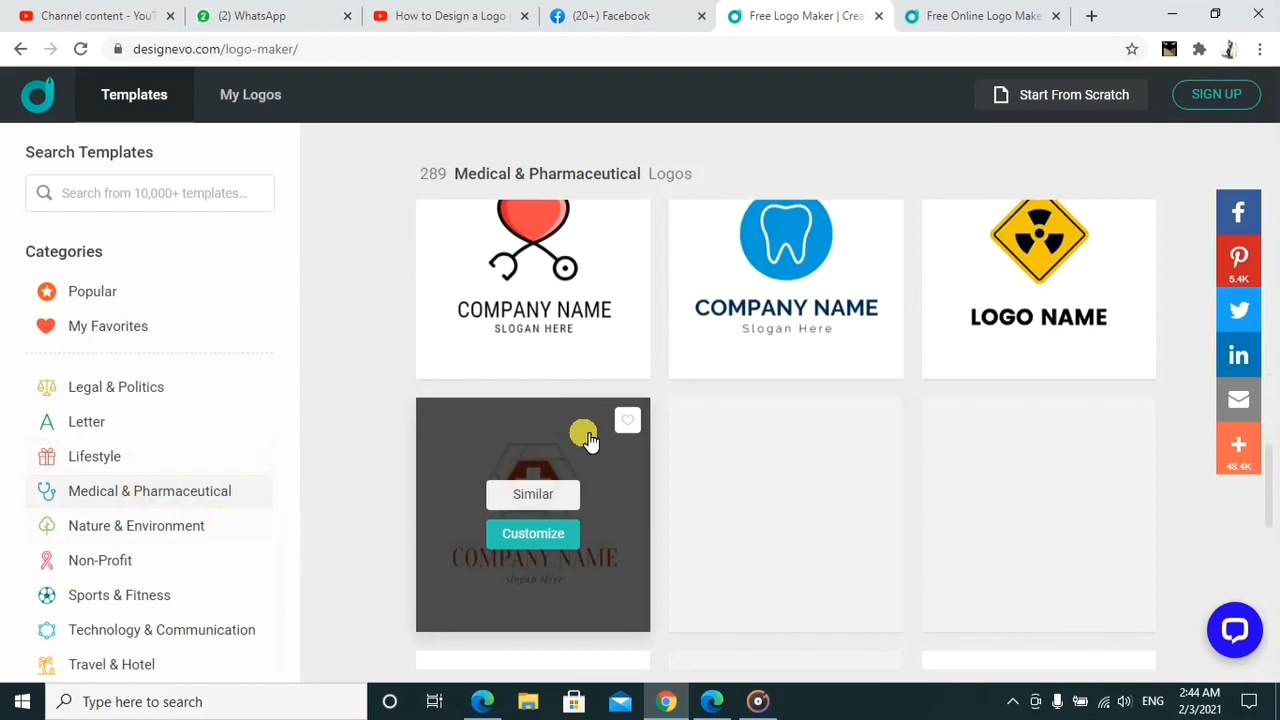 Channel content - YouT
(2) WhatsApp
How to Design a Logo
(20+) Facebook
Free Logo Maker | Crea
Free Online Logo Make
designevo.com/logo-maker/
Templates
My Logos
Start From Scratch
SIGN UP
Search Templates
Search from 10,000+ templates...
Categories
Popular
My Favorites
Legal & Politics
Letter
Lifestyle
Medical & Pharmaceutical
Nature & Environment
Non-Profit
Sports & Fitness
Technology & Communication
Travel & Hotel
289 Medical & Pharmaceutical Logos
COMPANY NAME
SLOGAN HERE
COMPANY NAME
Slogan Here
LOGO NAME
Similar
Customize
COMPANY NAME
Slogan Here
5.4K
48.4K
Type here to search
ENG
2:44 AM
2/3/2021